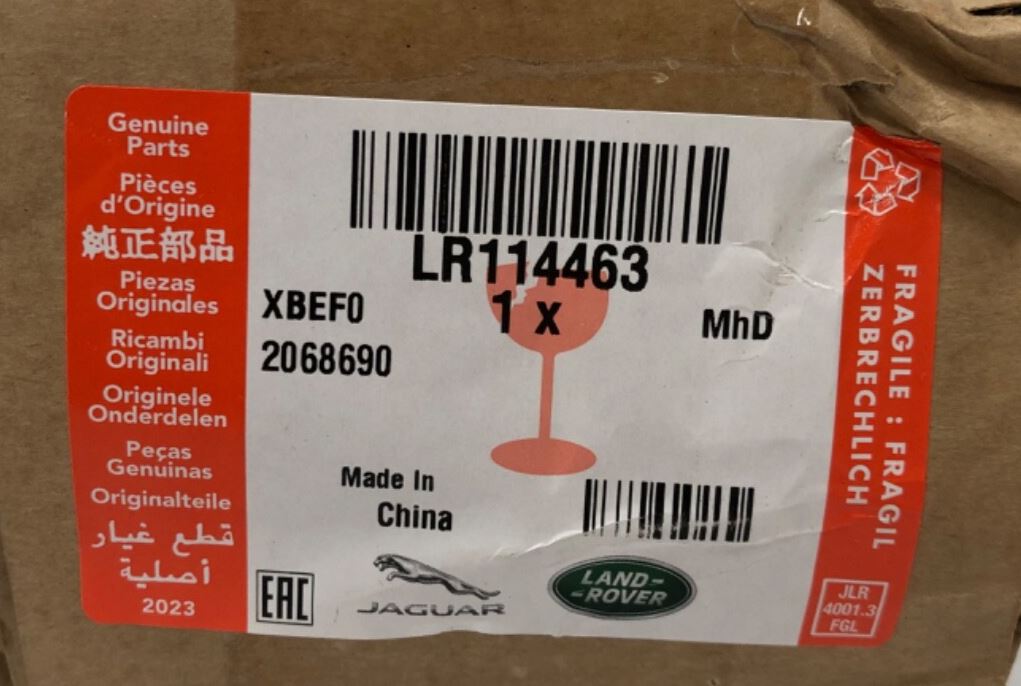 Genuine
Parts
Pièces
d'Origine
純正部品
Piezas
Originales
Ricambi
Originali
Originele
Onderdelen
Peças
Genuinas
Originalteile
قطع غيار
أصلية
2023
LR114463
1 x
XBEF0
MhD
2068690
Made In
China
EAC
JAGUAR
LAND-
-ROVER
FRAGILE : FRAGIL
ZERBRECHLICH
JLR
4001.3
FGL